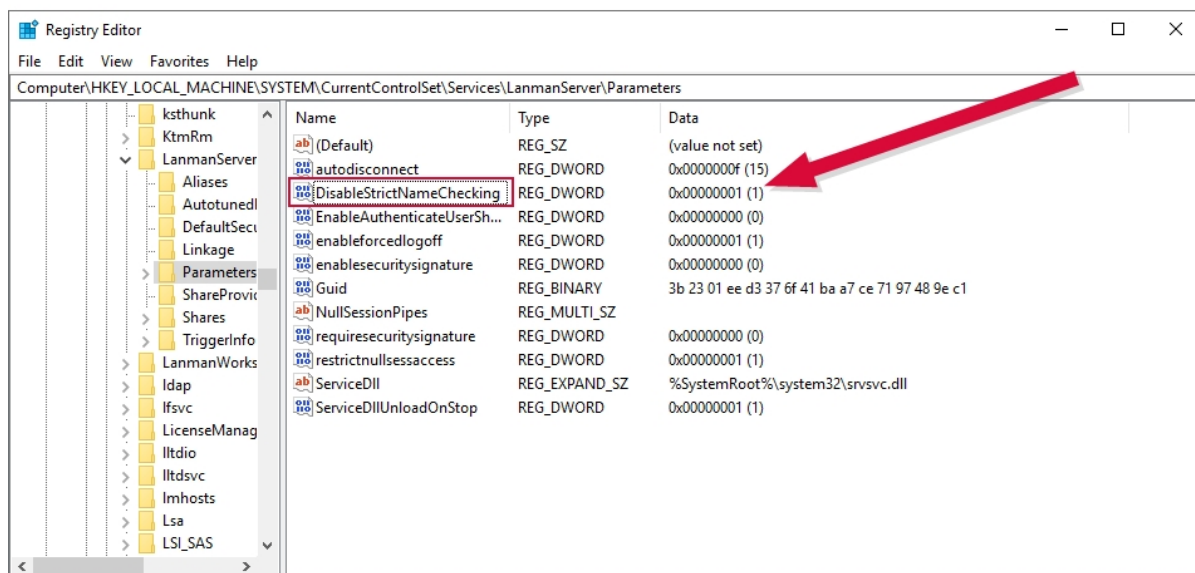 Registry Editor
File Edit View Favorites Help
Computer\HKEY_LOCAL_MACHINE\SYSTEM\CurrentControlSet\Services\LanmanServer\Parameters
ksthunk
KtmRm
LanmanServer
Aliases
Autotunedl
DefaultSecu
Linkage
Parameters
ShareProvid
Shares
TriggerInfo
LanmanWorks
ldap
lfsvc
LicenseManag
lltdio
lltdsvc
lmhosts
Lsa
LSI_SAS
Name Type Data
(Default) REG_SZ (value not set)
autodisconnect REG_DWORD 0x0000000f (15)
DisableStrictNameChecking REG_DWORD 0x00000001 (1)
EnableAuthenticateUserSh... REG_DWORD 0x00000000 (0)
enableforcedlogoff REG_DWORD 0x00000001 (1)
enablesecuritysignature REG_DWORD 0x00000000 (0)
Guid REG_BINARY 3b 23 01 ee d3 37 6f 41 ba a7 ce 71 97 48 9e c1
NullSessionPipes REG_MULTI_SZ
requiresecuritysignature REG_DWORD 0x00000000 (0)
restrictnullsessaccess REG_DWORD 0x00000001 (1)
ServiceDll REG_EXPAND_SZ %SystemRoot%\system32\srvsvc.dll
ServiceDllUnloadOnStop REG_DWORD 0x00000001 (1)